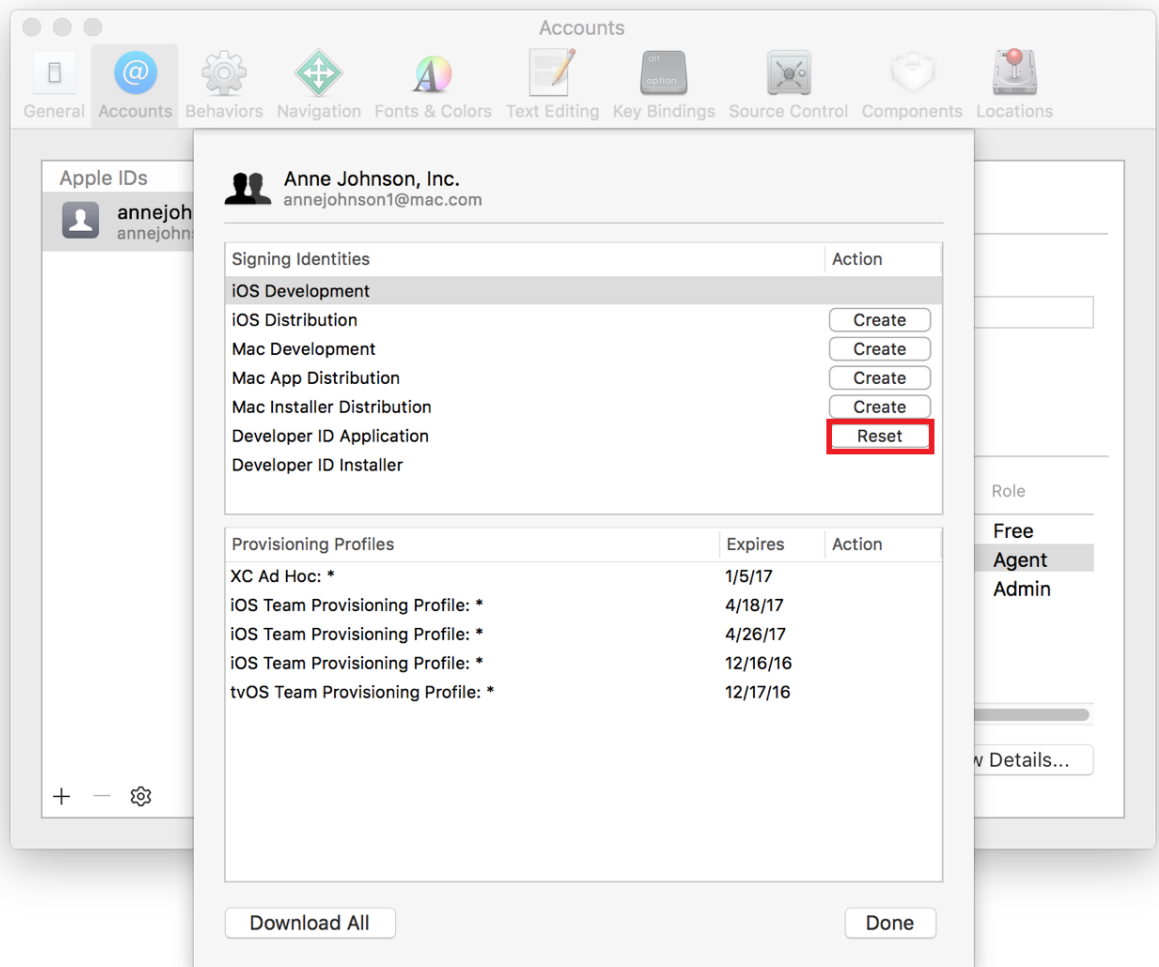 Accounts
alt
option
General Accounts Behaviors Navigation Fonts & Colors Text Editing Key Bindings Source Control Components Locations
Apple IDs
annejoh
annejohn
Anne Johnson, Inc.
annejohnson1@mac.com
Signing Identities Action
iOS Development
iOS Distribution Create
Mac Development Create
Mac App Distribution Create
Mac Installer Distribution Create
Developer ID Application Reset
Developer ID Installer
Provisioning Profiles Expires Action
XC Ad Hoc: * 1/5/17
iOS Team Provisioning Profile: * 4/18/17
iOS Team Provisioning Profile: * 4/26/17
iOS Team Provisioning Profile: * 12/16/16
tvOS Team Provisioning Profile: * 12/17/16
Role
Free
Agent
Admin
w Details...
Download All Done